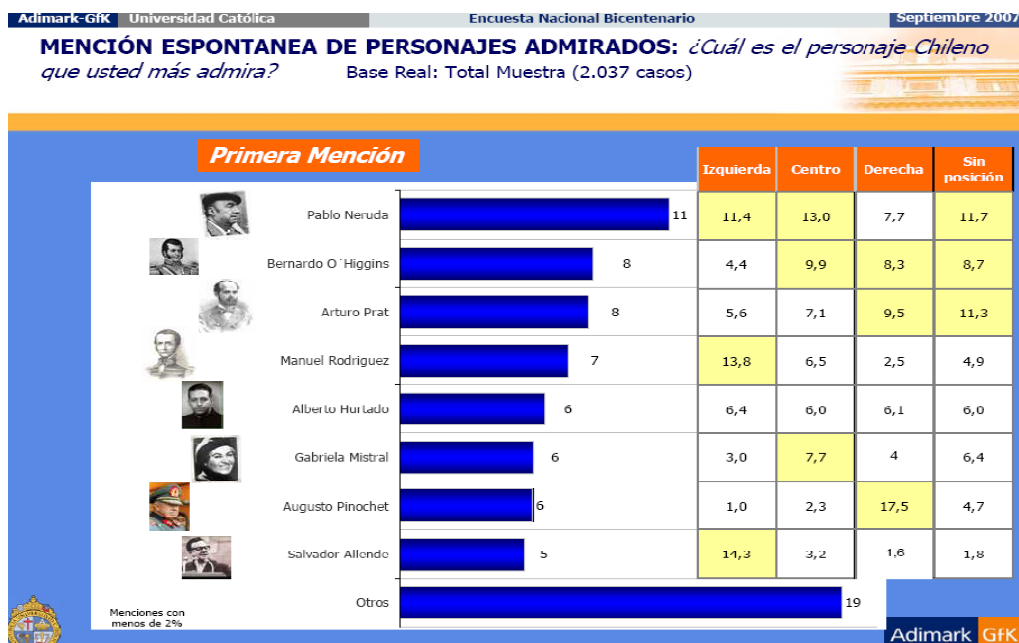 Adimark-GfK Universidad Católica Encuesta Nacional Bicentenario Septiembre 2007
MENCIÓN ESPONTANEA DE PERSONAJES ADMIRADOS: ¿Cuál es el personaje Chileno
que usted más admira? Base Real: Total Muestra (2.037 casos)
Primera Mención
Izquierda Centro Derecha Sin posición
Pablo Neruda 11 11,4 13,0 7,7 11,7
Bernardo O´Higgins 8 4,4 9,9 8,3 8,7
Arturo Prat 8 5,6 7,1 9,5 11,3
Manuel Rodriguez 7 13,8 6,5 2,5 4,9
Alberto Hurtado 6 6,4 6,0 6,1 6,0
Gabriela Mistral 6 3,0 7,7 4 6,4
Augusto Pinochet 6 1,0 2,3 17,5 4,7
Salvador Allende 5 14,3 3,2 1,6 1,8
Otros 19
Menciones con
menos de 2%
Adimark GfK